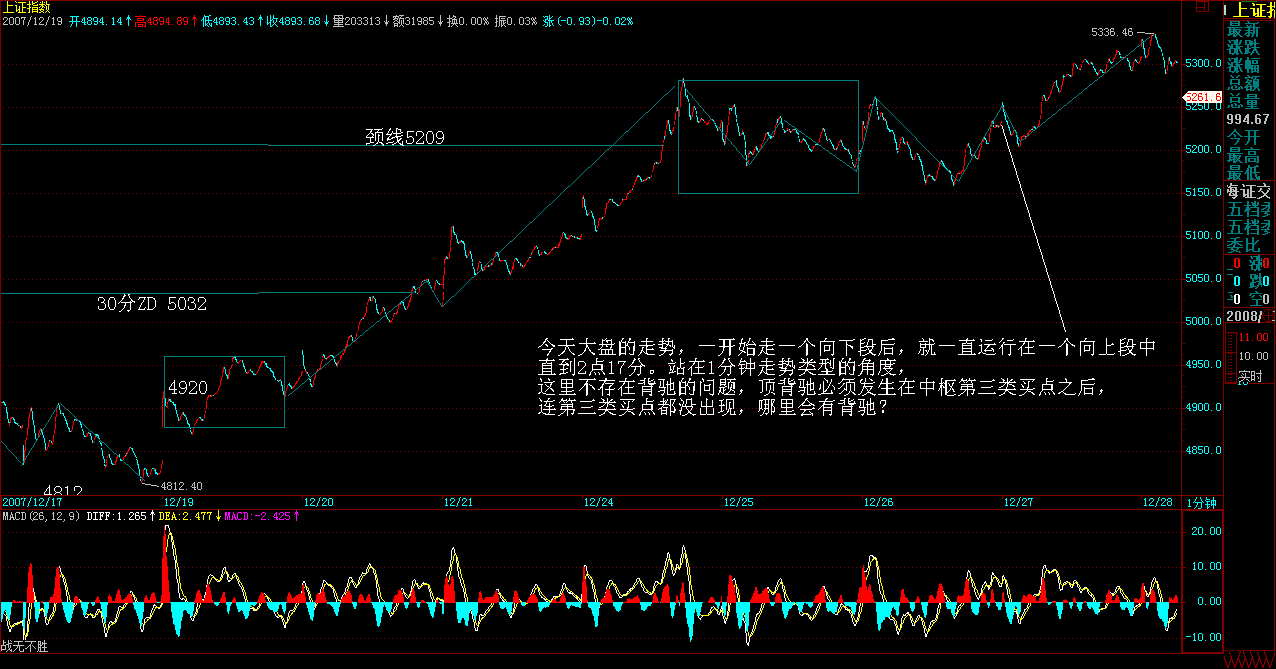 上证指数
2007/12/19 开4894.14↑高4894.89↑低4893.43↑收4893.68↓量203313↓额31985↓换0.00% 振0.03% 涨(-0.93)-0.02%
上证指
最新
涨跌
涨幅
总额
总量
994.67
今开
最高
最低
海证交
五档卖
五档卖
委比
0 涨0
0 跌0
0 空0
2008/
11.00
10.00
实时
5336.46
5300.0
5261.6
5250.0
5200.0
5150.0
5100.0
5050.0
5000.0
4950.0
4900.0
4850.0
颈线5209
30分ZD 5032
4920
4812
4812.40
今天大盘的走势，一开始走一个向下段后，就一直运行在一个向上段中
直到2点17分。站在1分钟走势类型的角度，
这里不存在背驰的问题，顶背驰必须发生在中枢第三类买点之后，
连第三类买点都没出现，哪里会有背驰？
2007/12/17 12/19 12/20 12/21 12/24 12/25 12/26 12/27 12/28 1分钟
MACD(26,12,9) DIFF:1.265↑DEA:2.477↓MACD:-2.425↑
20.00
10.00
0.00
-10.00
战无不胜